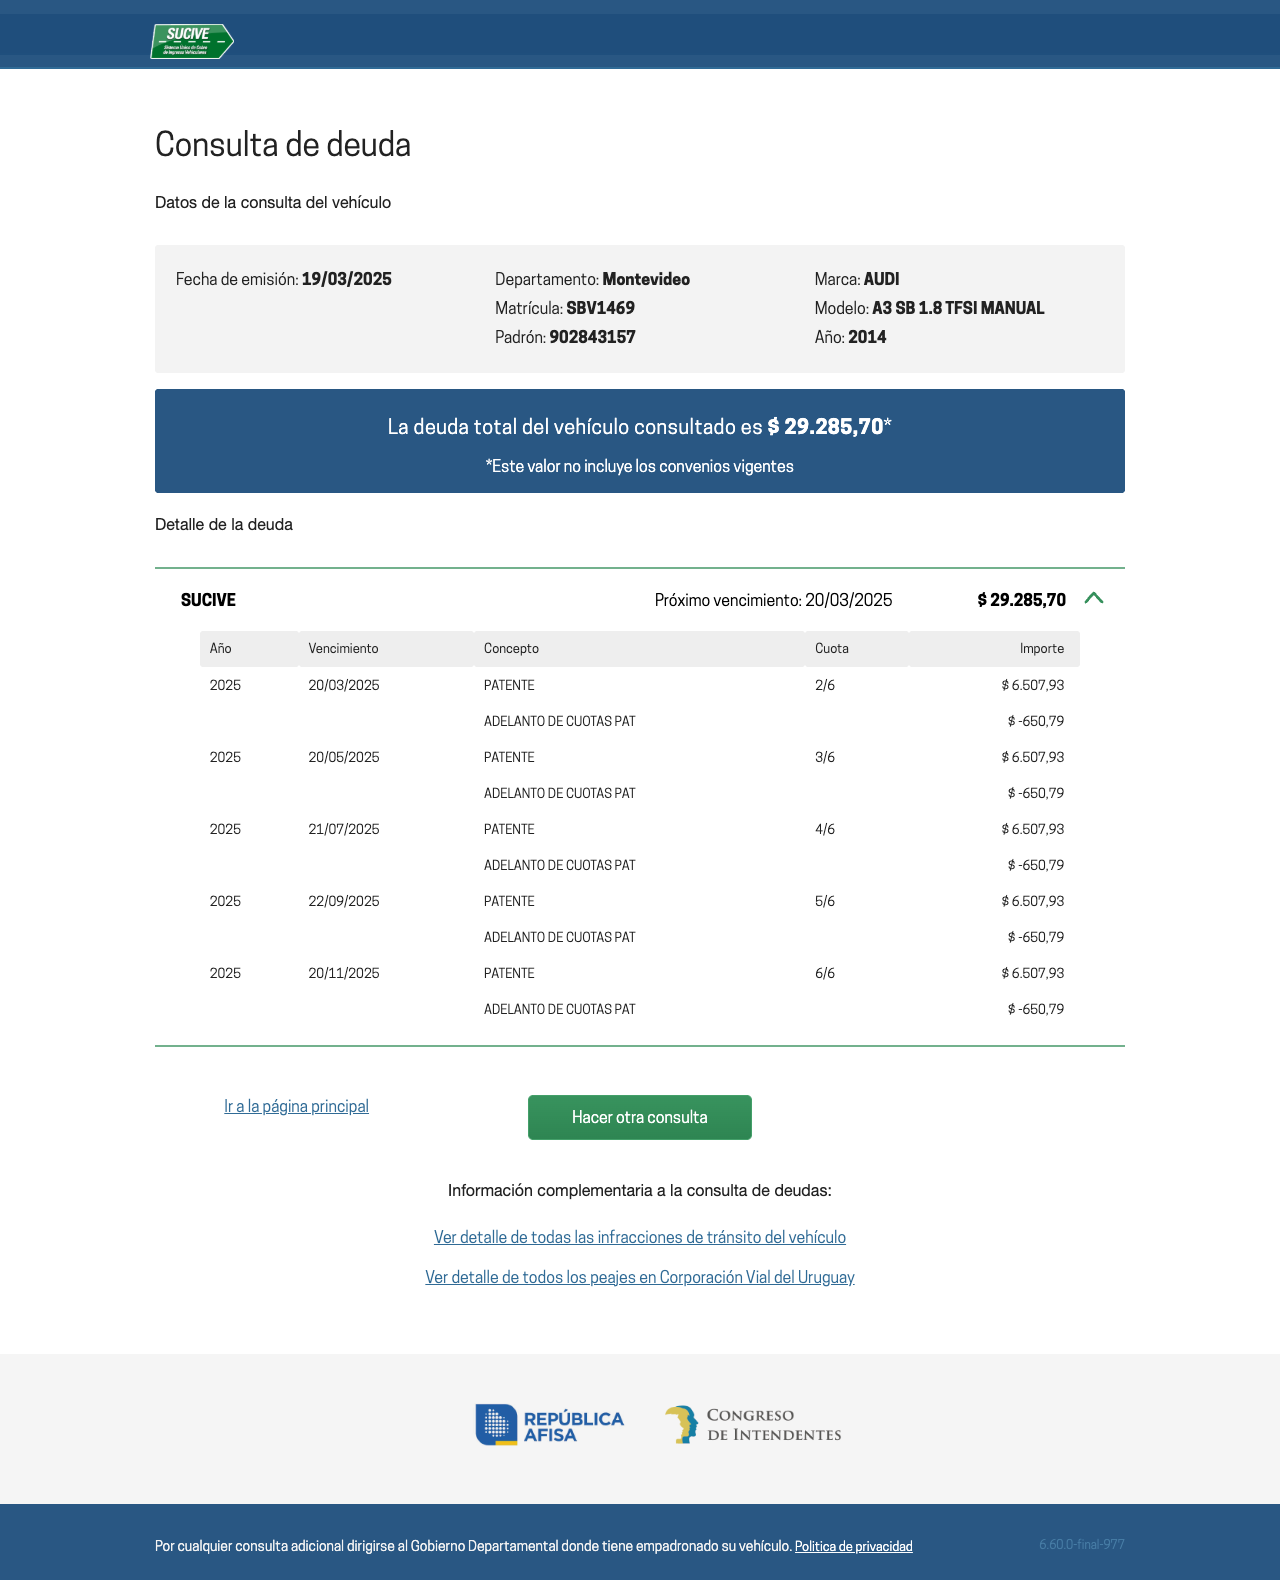 SUCIVE
Sistema Único de Cobro
de Ingresos Vehiculares
Consulta de deuda
Datos de la consulta del vehículo
Fecha de emisión: 19/03/2025
Departamento: Montevideo
Matrícula: SBV1469
Padrón: 902843157
Marca: AUDI
Modelo: A3 SB 1.8 TFSI MANUAL
Año: 2014
La deuda total del vehículo consultado es $ 29.285,70*
*Este valor no incluye los convenios vigentes
Detalle de la deuda
SUCIVE Próximo vencimiento: 20/03/2025 $ 29.285,70
Año Vencimiento Concepto Cuota Importe
2025 20/03/2025 PATENTE 2/6 $ 6.507,93
ADELANTO DE CUOTAS PAT $ -650,79
2025 20/05/2025 PATENTE 3/6 $ 6.507,93
ADELANTO DE CUOTAS PAT $ -650,79
2025 21/07/2025 PATENTE 4/6 $ 6.507,93
ADELANTO DE CUOTAS PAT $ -650,79
2025 22/09/2025 PATENTE 5/6 $ 6.507,93
ADELANTO DE CUOTAS PAT $ -650,79
2025 20/11/2025 PATENTE 6/6 $ 6.507,93
ADELANTO DE CUOTAS PAT $ -650,79
Ir a la página principal
Hacer otra consulta
Información complementaria a la consulta de deudas:
Ver detalle de todas las infracciones de tránsito del vehículo
Ver detalle de todos los peajes en Corporación Vial del Uruguay
REPÚBLICA
AFISA
CONGRESO
DE INTENDENTES
Por cualquier consulta adicional dirigirse al Gobierno Departamental donde tiene empadronado su vehículo. Politica de privacidad
6.60.0-final-977